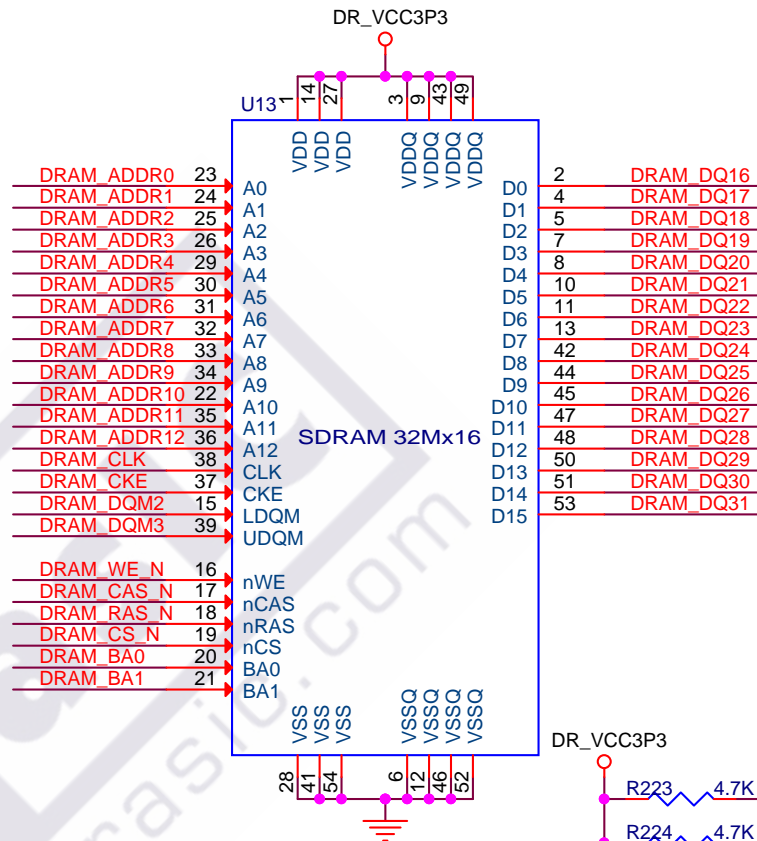 DR_VCC3P3
U13
1 14 27 3 9 43 49
VDD VDD VDD VDDQ VDDQ VDDQ VDDQ
DRAM_ADDR0 23 A0 D0 2 DRAM_DQ16
DRAM_ADDR1 24 A1 D1 4 DRAM_DQ17
DRAM_ADDR2 25 A2 D2 5 DRAM_DQ18
DRAM_ADDR3 26 A3 D3 7 DRAM_DQ19
DRAM_ADDR4 29 A4 D4 8 DRAM_DQ20
DRAM_ADDR5 30 A5 D5 10 DRAM_DQ21
DRAM_ADDR6 31 A6 D6 11 DRAM_DQ22
DRAM_ADDR7 32 A7 D7 13 DRAM_DQ23
DRAM_ADDR8 33 A8 D8 42 DRAM_DQ24
DRAM_ADDR9 34 A9 D9 44 DRAM_DQ25
DRAM_ADDR10 22 A10 D10 45 DRAM_DQ26
DRAM_ADDR11 35 A11 D11 47 DRAM_DQ27
DRAM_ADDR12 36 A12 D12 48 DRAM_DQ28
SDRAM 32Mx16
DRAM_CLK 38 CLK D13 50 DRAM_DQ29
DRAM_CKE 37 CKE D14 51 DRAM_DQ30
DRAM_DQM2 15 LDQM D15 53 DRAM_DQ31
DRAM_DQM3 39 UDQM
DRAM_WE_N 16 nWE
DRAM_CAS_N 17 nCAS
DRAM_RAS_N 18 nRAS
DRAM_CS_N 19 nCS
DRAM_BA0 20 BA0
DRAM_BA1 21 BA1
VSS VSS VSS VSSQ VSSQ VSSQ VSSQ
28 41 54 6 12 46 52
DR_VCC3P3
R223 4.7K
R224 4.7K
asic
rasic.com